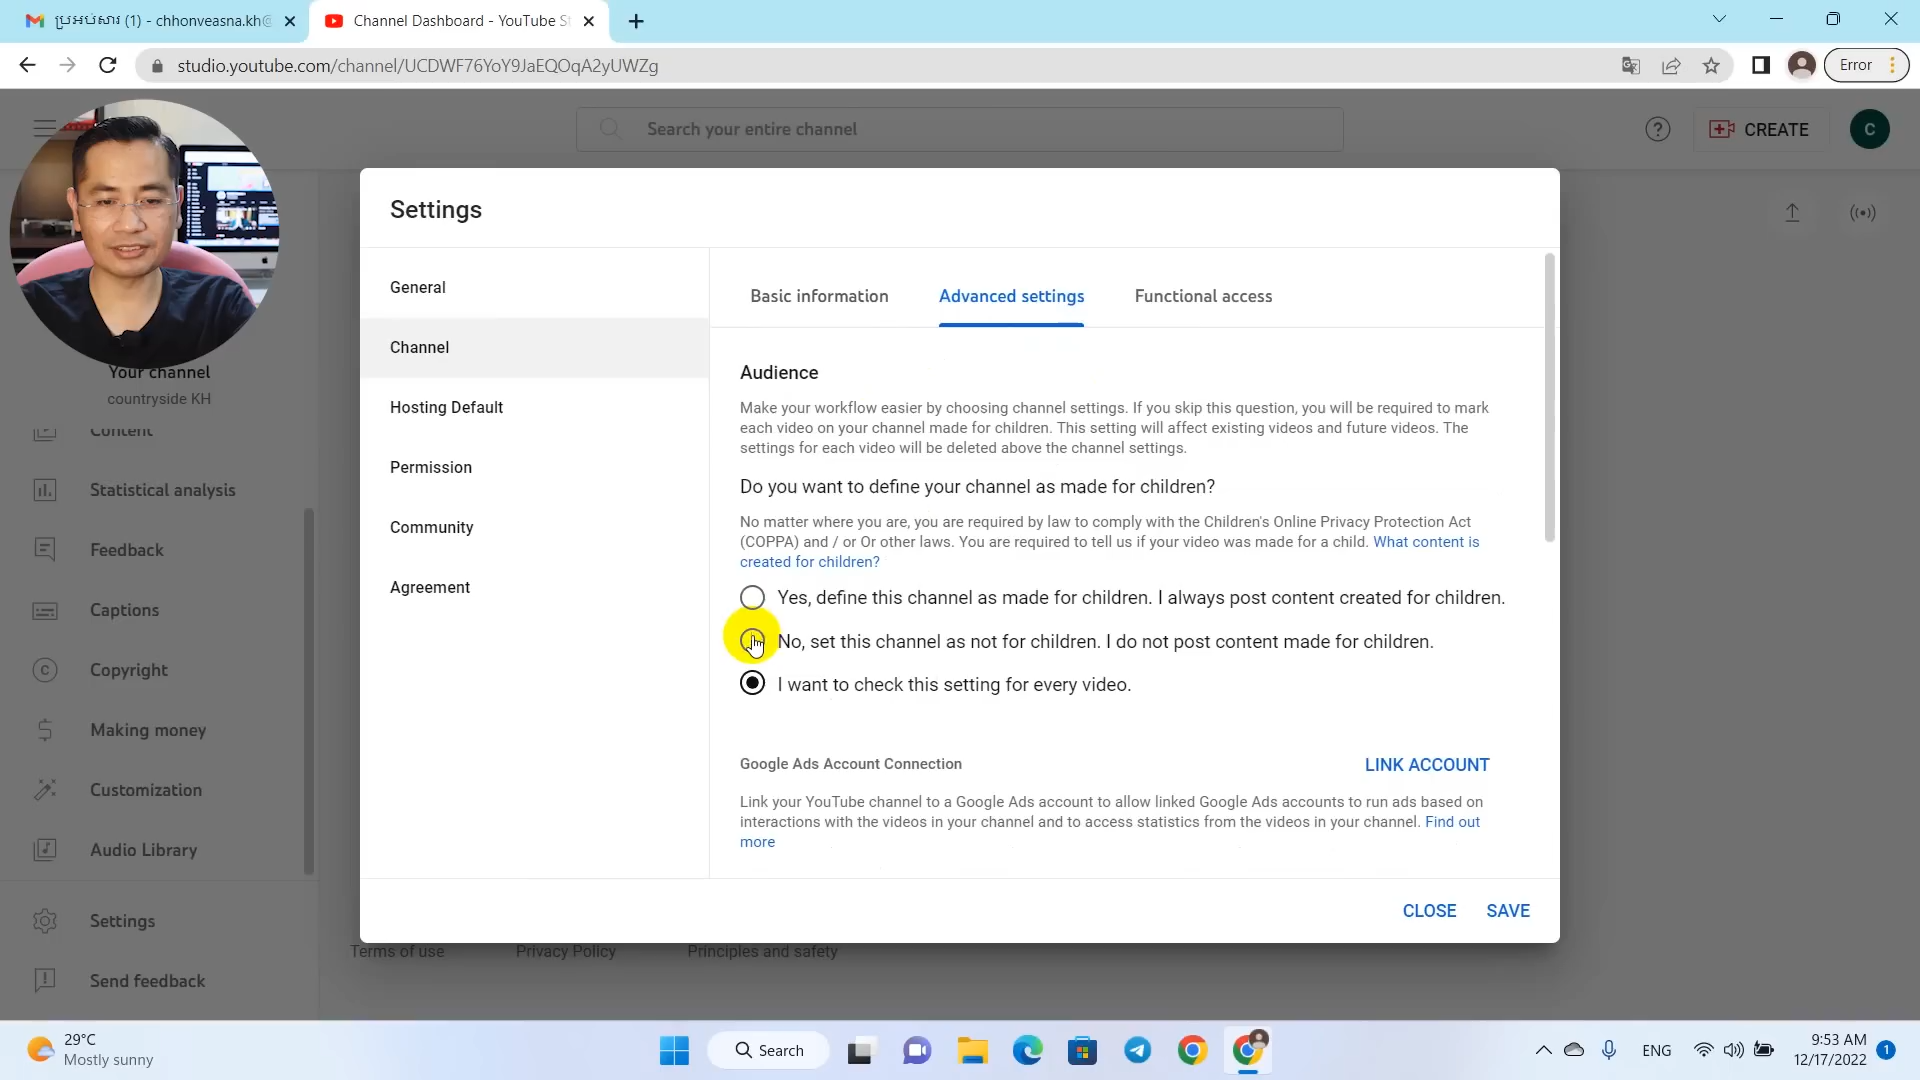 ប្រអប់សារ (1) - chhonveasna.kh@
Channel Dashboard - YouTube St
studio.youtube.com/channel/UCDWF76YoY9JaEQOqA2yUWZg
Error
Search your entire channel
CREATE
C
Settings
General
Channel
Hosting Default
Permission
Community
Agreement
Basic information
Advanced settings
Functional access
Audience
Make your workflow easier by choosing channel settings. If you skip this question, you will be required to mark
each video on your channel made for children. This setting will affect existing videos and future videos. The
settings for each video will be deleted above the channel settings.
Do you want to define your channel as made for children?
No matter where you are, you are required by law to comply with the Children's Online Privacy Protection Act
(COPPA) and / or Or other laws. You are required to tell us if your video was made for a child. What content is
created for children?
Yes, define this channel as made for children. I always post content created for children.
No, set this channel as not for children. I do not post content made for children.
I want to check this setting for every video.
Google Ads Account Connection
LINK ACCOUNT
Link your YouTube channel to a Google Ads account to allow linked Google Ads accounts to run ads based on
interactions with the videos in your channel and to access statistics from the videos in your channel. Find out
more
CLOSE
SAVE
Your channel
countryside KH
Content
Statistical analysis
Feedback
Captions
Copyright
Making money
Customization
Audio Library
Settings
Send feedback
Terms of use
Privacy Policy
Principles and safety
29°C
Mostly sunny
Search
ENG
9:53 AM
12/17/2022
1